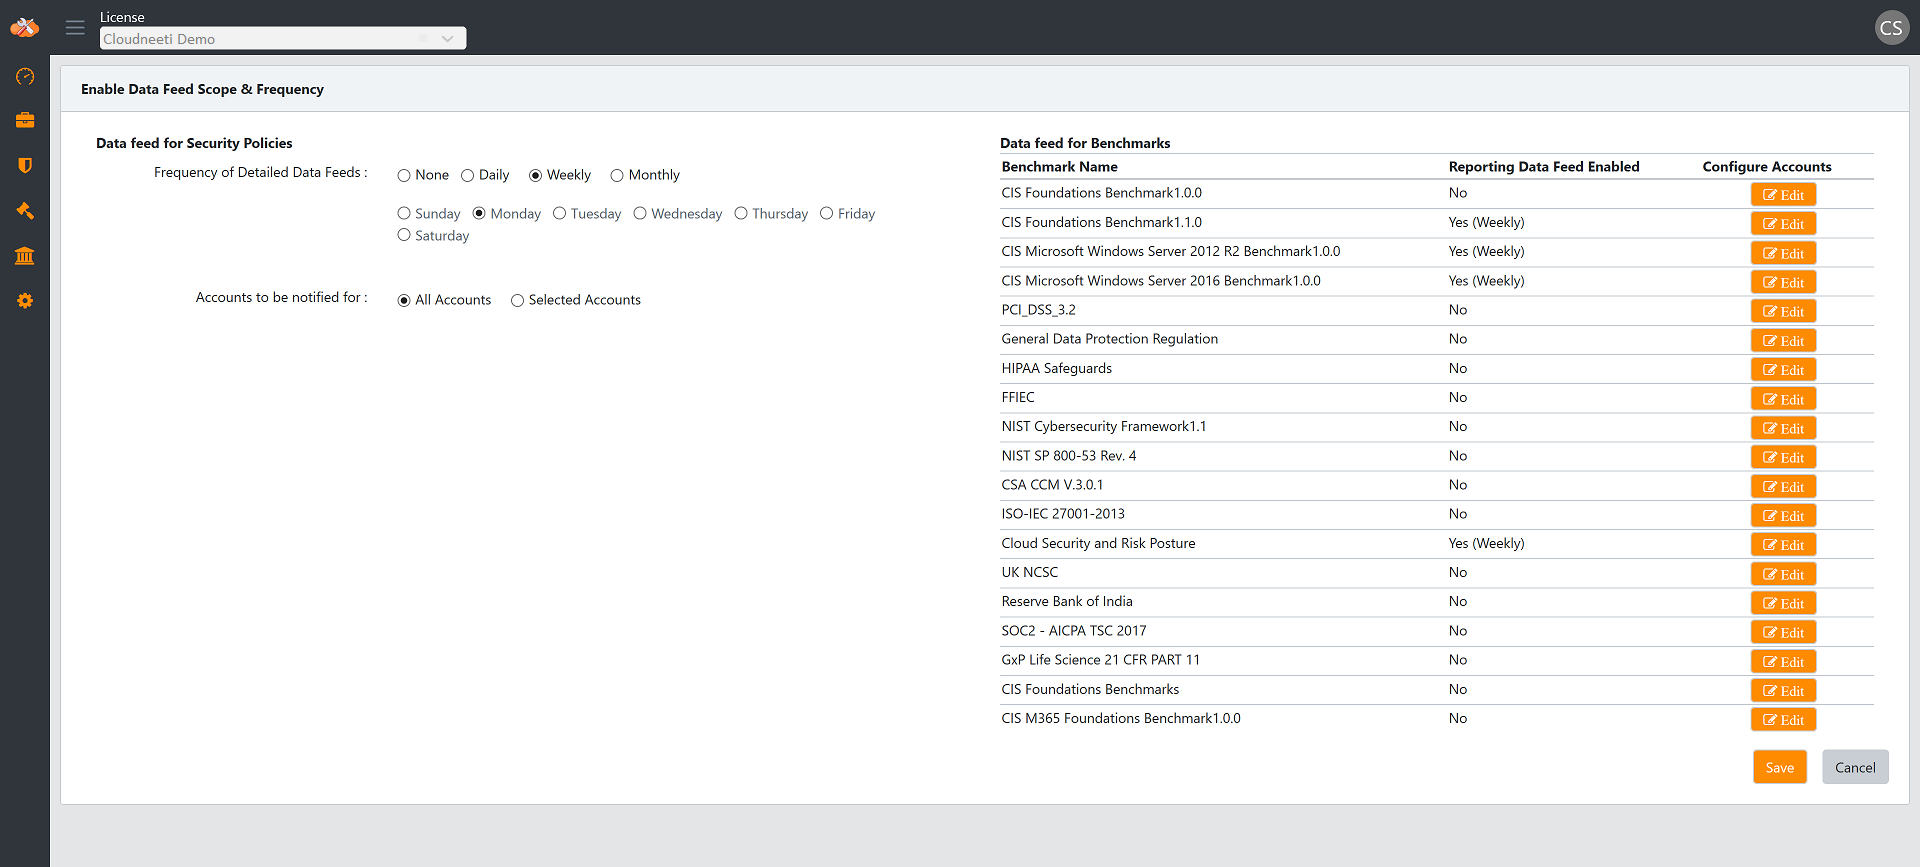 License
Cloudneeti Demo
CS
Enable Data Feed Scope & Frequency
Data feed for Security Policies
Frequency of Detailed Data Feeds :
None Daily Weekly Monthly
Sunday Monday Tuesday Wednesday Thursday Friday
Saturday
Accounts to be notified for :
All Accounts Selected Accounts
Data feed for Benchmarks
Benchmark Name Reporting Data Feed Enabled Configure Accounts
CIS Foundations Benchmark1.0.0 No Edit
CIS Foundations Benchmark1.1.0 Yes (Weekly) Edit
CIS Microsoft Windows Server 2012 R2 Benchmark1.0.0 Yes (Weekly) Edit
CIS Microsoft Windows Server 2016 Benchmark1.0.0 Yes (Weekly) Edit
PCI_DSS_3.2 No Edit
General Data Protection Regulation No Edit
HIPAA Safeguards No Edit
FFIEC No Edit
NIST Cybersecurity Framework1.1 No Edit
NIST SP 800-53 Rev. 4 No Edit
CSA CCM V.3.0.1 No Edit
ISO-IEC 27001-2013 No Edit
Cloud Security and Risk Posture Yes (Weekly) Edit
UK NCSC No Edit
Reserve Bank of India No Edit
SOC2 - AICPA TSC 2017 No Edit
GxP Life Science 21 CFR PART 11 No Edit
CIS Foundations Benchmarks No Edit
CIS M365 Foundations Benchmark1.0.0 No Edit
Save Cancel